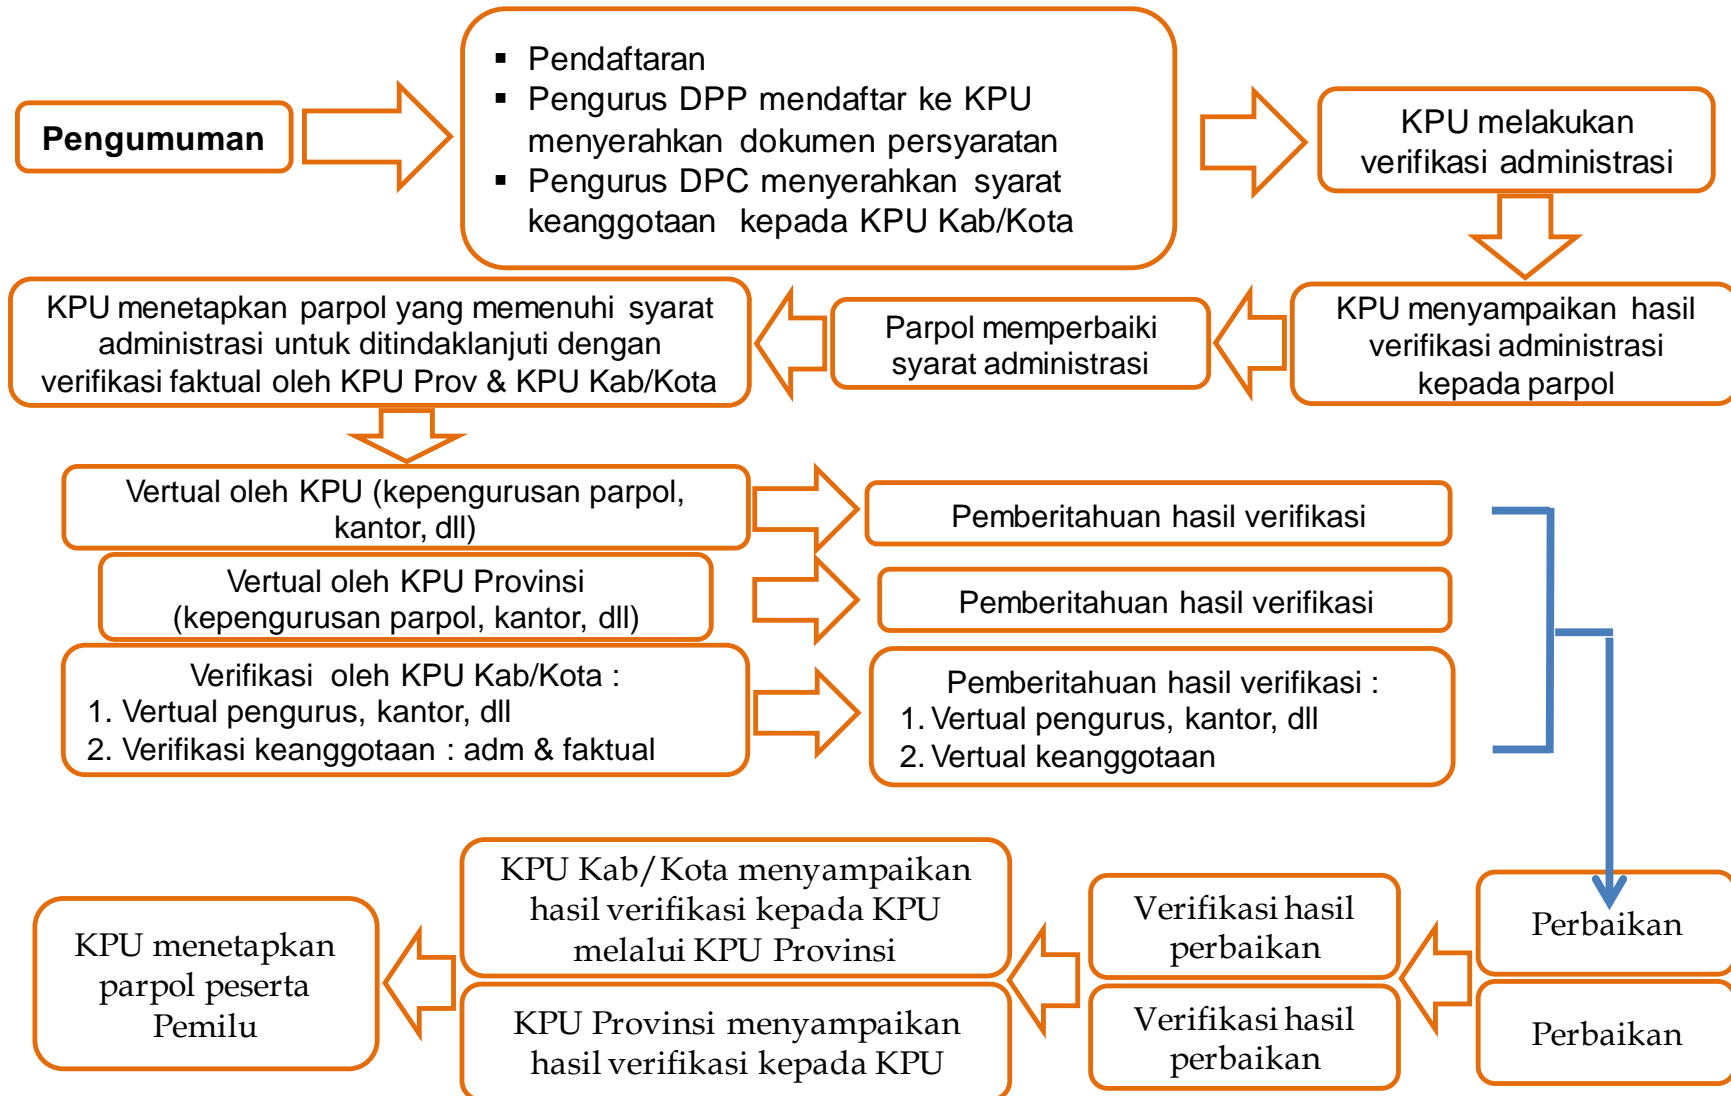 Pengumuman
▪ Pendaftaran
▪ Pengurus DPP mendaftar ke KPU
menyerahkan dokumen persyaratan
▪ Pengurus DPC menyerahkan syarat
keanggotaan kepada KPU Kab/Kota
KPU melakukan
verifikasi administrasi
KPU menyampaikan hasil
verifikasi administrasi
kepada parpol
Parpol memperbaiki
syarat administrasi
KPU menetapkan parpol yang memenuhi syarat
administrasi untuk ditindaklanjuti dengan
verifikasi faktual oleh KPU Prov & KPU Kab/Kota
Vertual oleh KPU (kepengurusan parpol,
kantor, dll)
Pemberitahuan hasil verifikasi
Vertual oleh KPU Provinsi
(kepengurusan parpol, kantor, dll)
Pemberitahuan hasil verifikasi
Verifikasi oleh KPU Kab/Kota :
1. Vertual pengurus, kantor, dll
2. Verifikasi keanggotaan : adm & faktual
Pemberitahuan hasil verifikasi :
1. Vertual pengurus, kantor, dll
2. Vertual keanggotaan
Perbaikan
Perbaikan
Verifikasi hasil
perbaikan
Verifikasi hasil
perbaikan
KPU Kab/Kota menyampaikan
hasil verifikasi kepada KPU
melalui KPU Provinsi
KPU Provinsi menyampaikan
hasil verifikasi kepada KPU
KPU menetapkan
parpol peserta
Pemilu